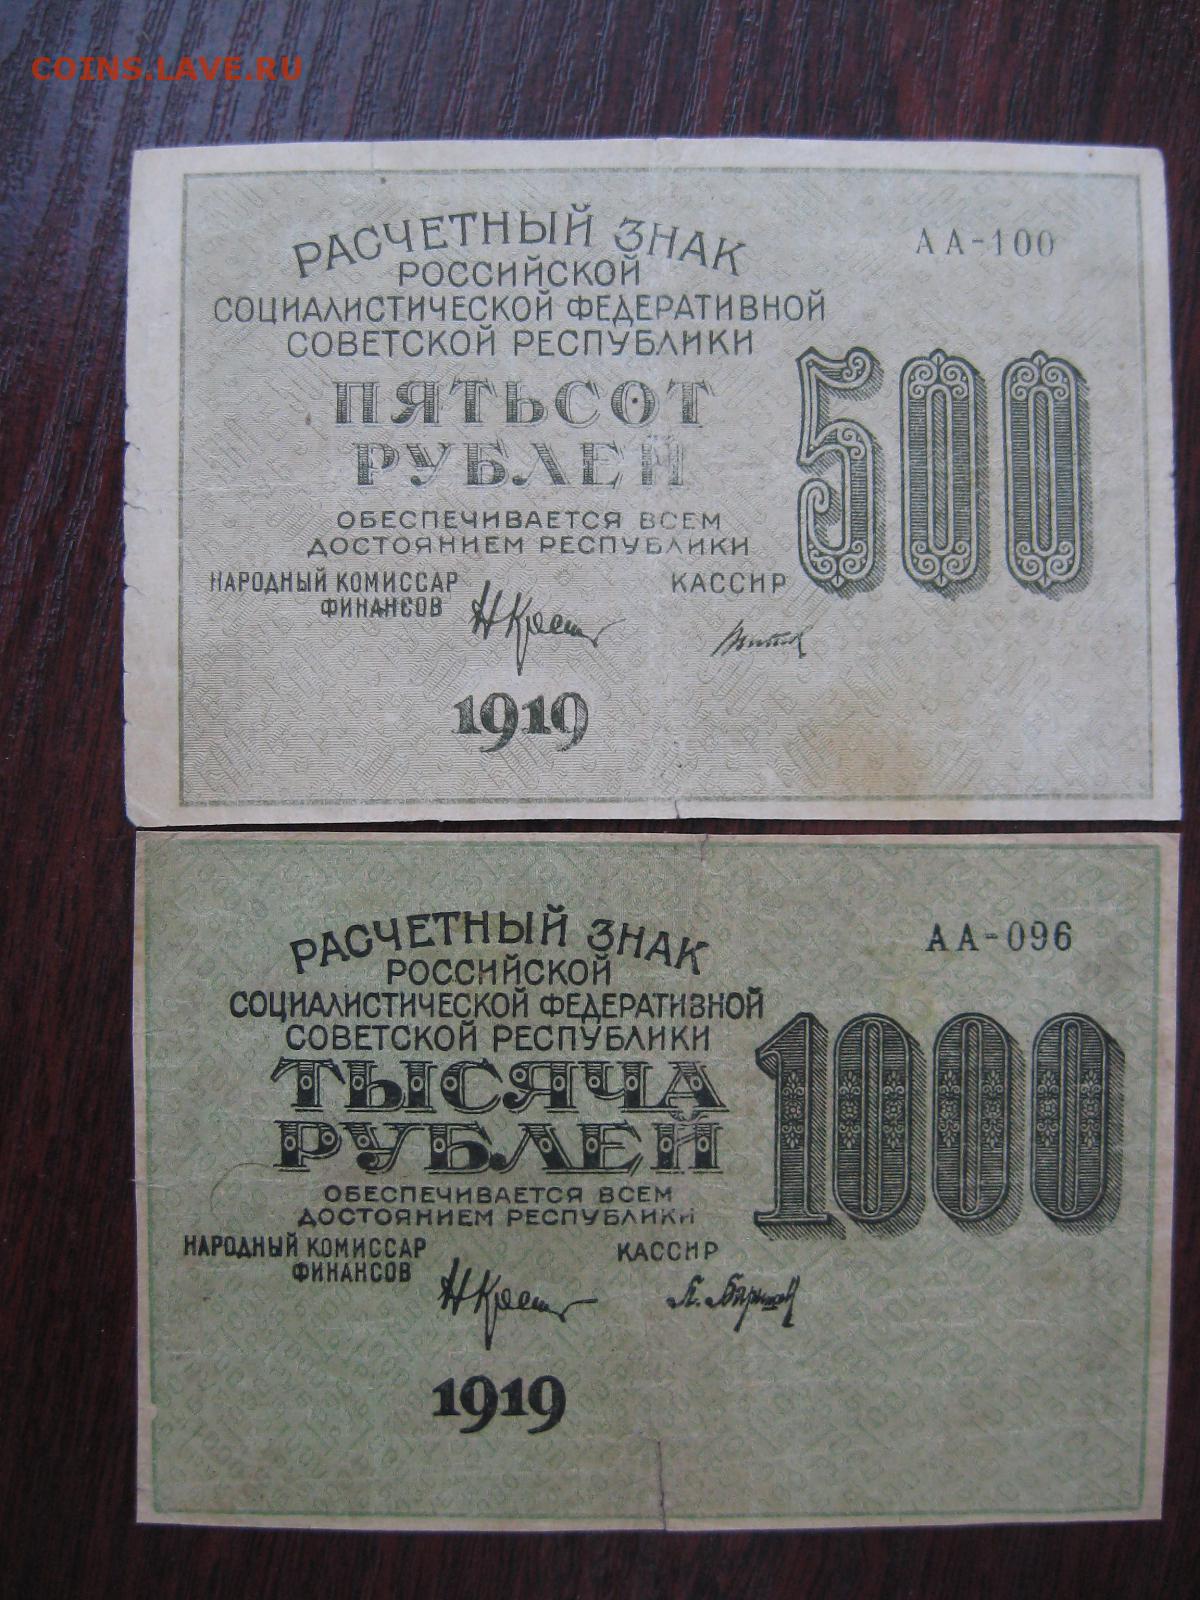 COINS.LAVE.RU
РАСЧЕТНЫЙ ЗНАК
АА-100
РОССИЙСКОЙ
СОЦИАЛИСТИЧЕСКОЙ ФЕДЕРАТИВНОЙ
СОВЕТСКОЙ РЕСПУБЛИКИ
ПЯТЬСОТ
РУБЛЕЙ
500
ОБЕСПЕЧИВАЕТСЯ ВСЕМ
ДОСТОЯНИЕМ РЕСПУБЛИКИ
НАРОДНЫЙ КОМИССАР
ФИНАНСОВ
КАССИР
1919
РАСЧЕТНЫЙ ЗНАК
АА-096
РОССИЙСКОЙ
СОЦИАЛИСТИЧЕСКОЙ ФЕДЕРАТИВНОЙ
СОВЕТСКОЙ РЕСПУБЛИКИ
ТЫСЯЧА
РУБЛЕЙ
1000
ОБЕСПЕЧИВАЕТСЯ ВСЕМ
ДОСТОЯНИЕМ РЕСПУБЛИКИ
НАРОДНЫЙ КОМИССАР
ФИНАНСОВ
КАССИР
1919